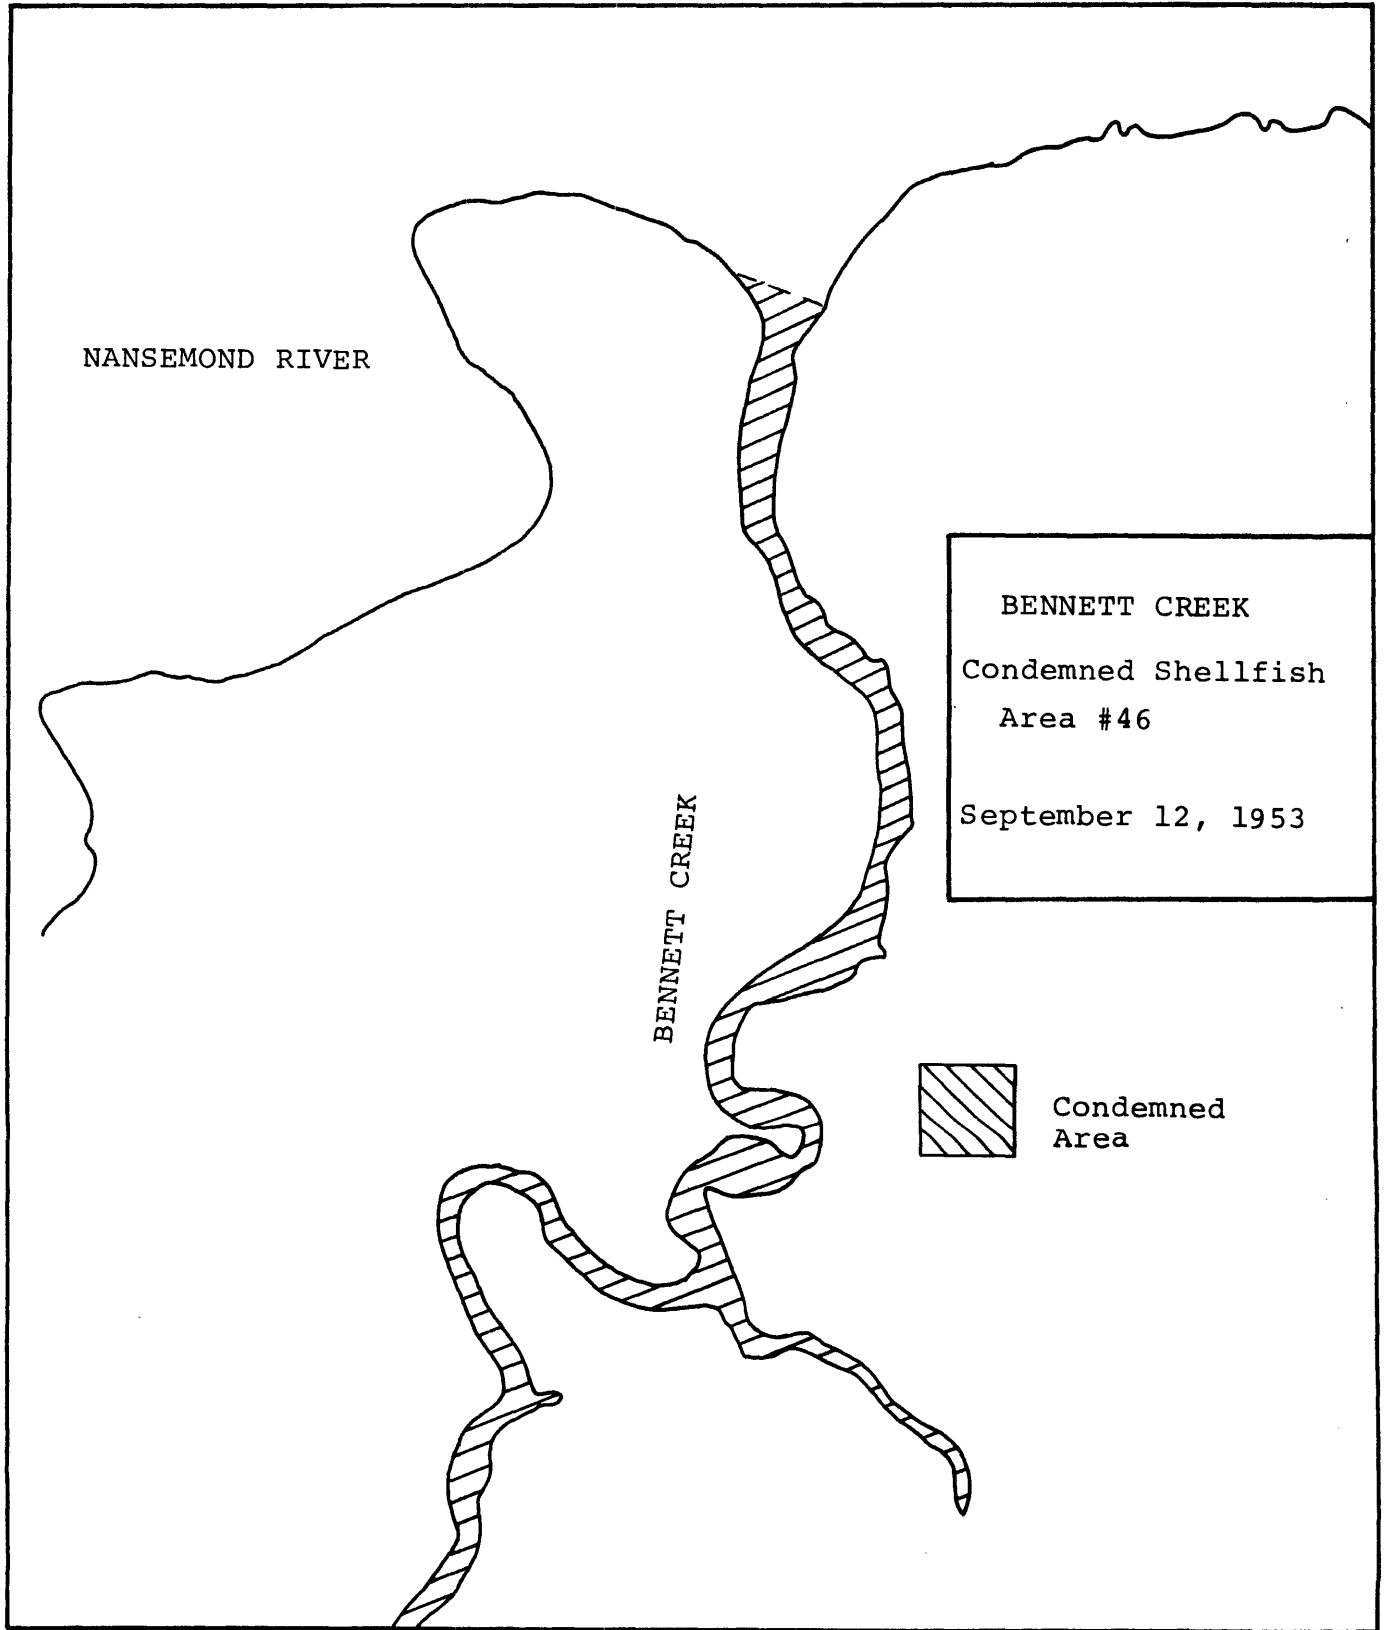 NANSEMOND RIVER
BENNETT CREEK
Condemned Shellfish
Area #46
September 12, 1953
BENNETT CREEK
Condemned
Area